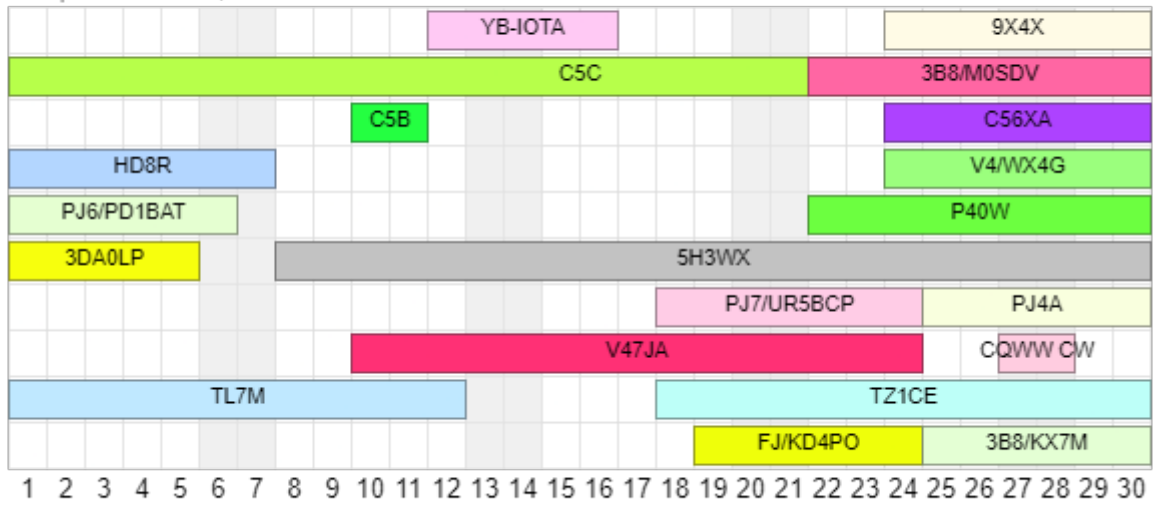 YB-IOTA 9X4X
C5C 3B8/M0SDV
C5B C56XA
HD8R V4/WX4G
PJ6/PD1BAT P40W
3DA0LP 5H3WX
PJ7/UR5BCP PJ4A
V47JA CQWW CW
TL7M TZ1CE
FJ/KD4PO 3B8/KX7M
1 2 3 4 5 6 7 8 9 10 11 12 13 14 15 16 17 18 19 20 21 22 23 24 25 26 27 28 29 30